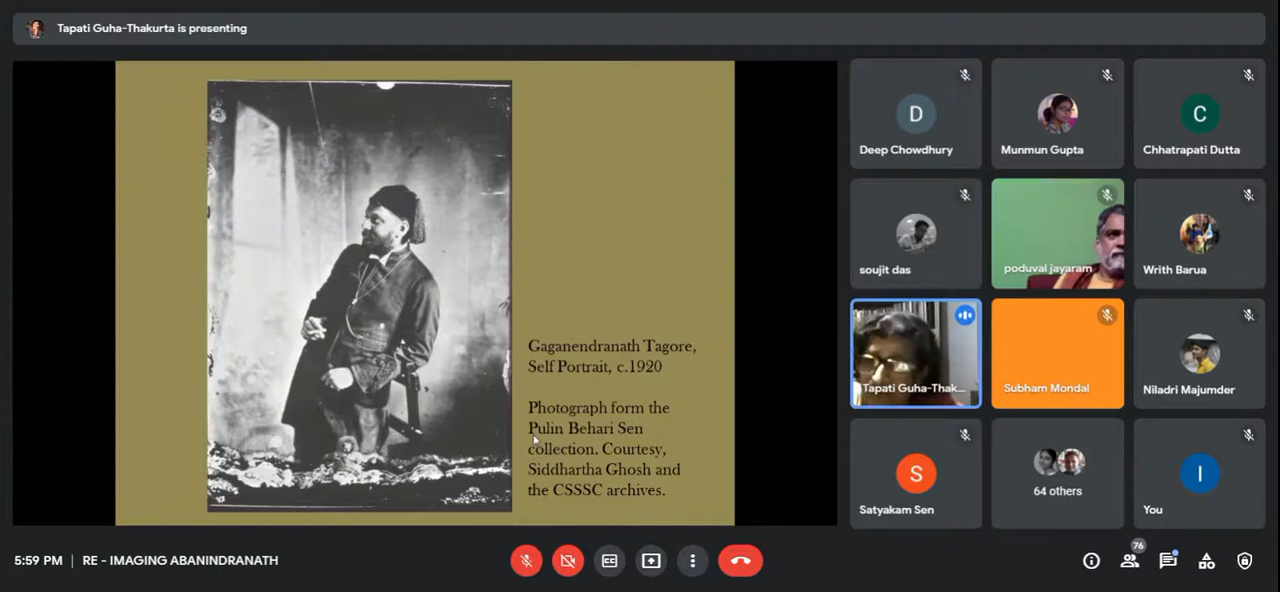 Tapati Guha-Thakurta is presenting
Gaganendranath Tagore,
Self Portrait, c.1920
Photograph form the
Pulin Behari Sen
collection. Courtesy,
Siddhartha Ghosh and
the CSSSC archives.
D
C
Deep Chowdhury
Munmun Gupta
Chhatrapati Dutta
soujit das
poduval jayaram
Writh Barua
Tapati Guha-Thak...
Subham Mondal
Niladri Majumder
S
I
Satyakam Sen
64 others
You
5:59 PM | RE - IMAGING ABANINDRANATH
CC
76